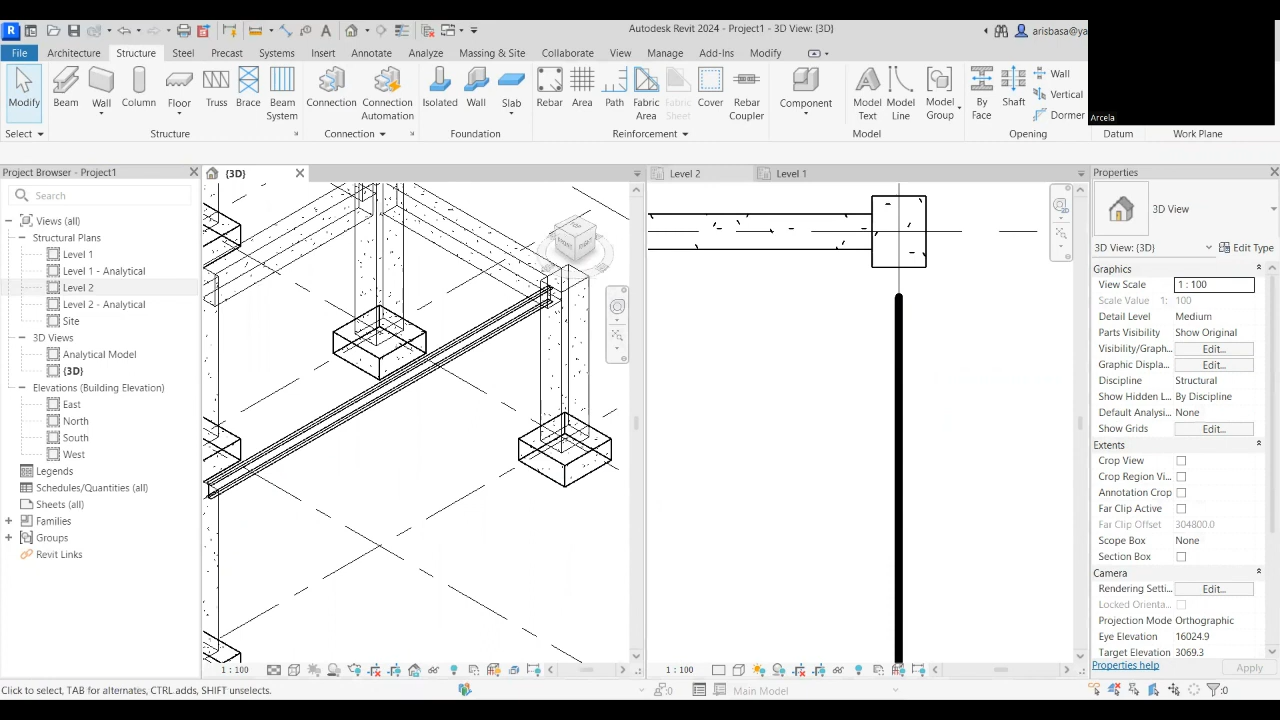 Autodesk Revit 2024 - Project1 - 3D View: {3D}
arisbasa@ya
File Architecture Structure Steel Precast Systems Insert Annotate Analyze Massing & Site Collaborate View Manage Add-Ins Modify
Modify Beam Wall Column Floor Truss Brace Beam System Connection Connection Automation Isolated Wall Slab Rebar Area Path Fabric Area Fabric Sheet Cover Rebar Coupler Component Model Text Model Line Model Group By Face Shaft Wall Vertical Dormer
Arcela
Select Structure Connection Foundation Reinforcement Model Opening Datum Work Plane
Project Browser - Project1
Search
Views (all)
Structural Plans
Level 1
Level 1 - Analytical
Level 2
Level 2 - Analytical
Site
3D Views
Analytical Model
{3D}
Elevations (Building Elevation)
East
North
South
West
Legends
Schedules/Quantities (all)
Sheets (all)
Families
Groups
Revit Links
{3D}
TOP
FRONT
RIGHT
1 : 100
Level 2 Level 1
1 : 100
Properties
3D View
3D View: {3D} Edit Type
Graphics
View Scale 1 : 100
Scale Value 1: 100
Detail Level Medium
Parts Visibility Show Original
Visibility/Graph... Edit...
Graphic Displa... Edit...
Discipline Structural
Show Hidden L... By Discipline
Default Analysi... None
Show Grids Edit...
Extents
Crop View
Crop Region Vi...
Annotation Crop
Far Clip Active
Far Clip Offset 304800.0
Scope Box None
Section Box
Camera
Rendering Setti... Edit...
Locked Orienta...
Projection Mode Orthographic
Eye Elevation 16024.9
Target Elevation 3069.3
Properties help Apply
Click to select, TAB for alternates, CTRL adds, SHIFT unselects.
:0
Main Model
:0